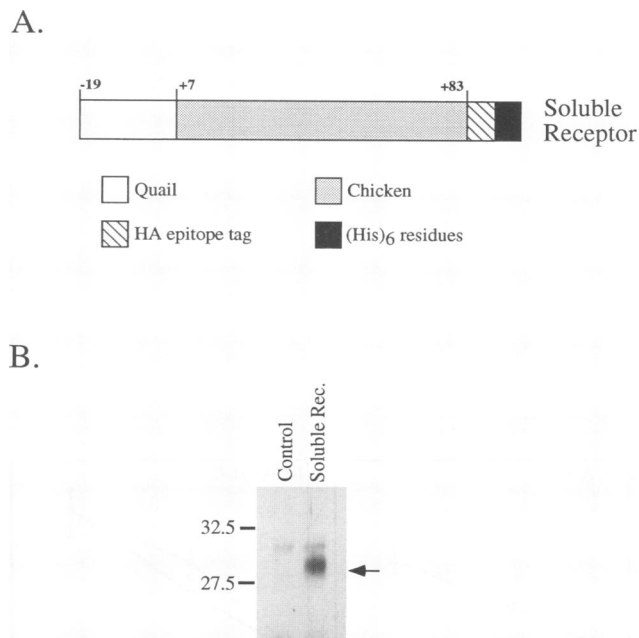 A.
-19 +7 +83
Soluble
Receptor
Quail
Chicken
HA epitope tag
(His)6 residues
B.
Control
Soluble Rec.
32.5
27.5